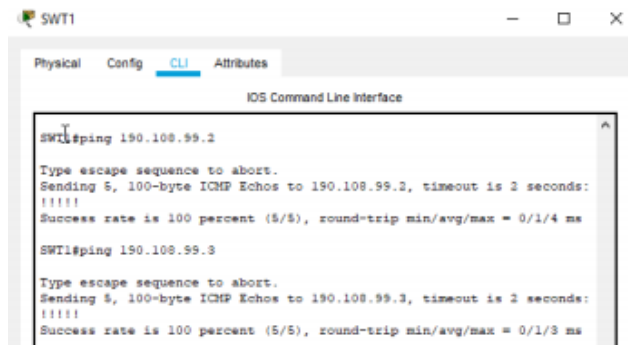 SWT1
Physical Config CLI Attributes
IOS Command Line Interface
SWT1#ping 190.108.99.2
Type escape sequence to abort.
Sending 5, 100-byte ICMP Echos to 190.108.99.2, timeout is 2 seconds:
!!!!!
Success rate is 100 percent (5/5), round-trip min/avg/max = 0/1/4 ms
SWT1#ping 190.108.99.3
Type escape sequence to abort.
Sending 5, 100-byte ICMP Echos to 190.108.99.3, timeout is 2 seconds:
!!!!!
Success rate is 100 percent (5/5), round-trip min/avg/max = 0/1/3 ms